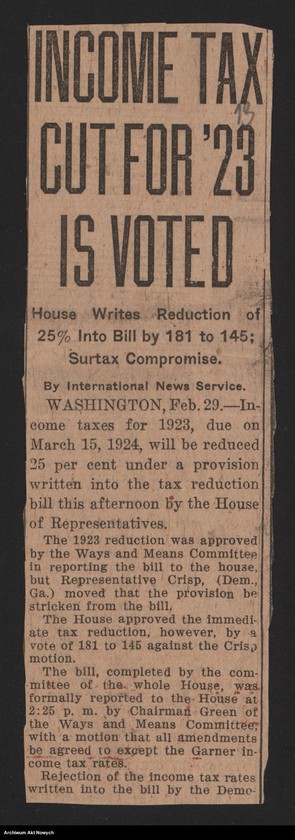 INCOME TAX
13
CUT FOR '23
IS VOTED
House Writes Reduction of
25% Into Bill by 181 to 145;
Surtax Compromise.
By International News Service.
WASHINGTON, Feb. 29.—In-
come taxes for 1923, due on
March 15, 1924, will be reduced
25 per cent under a provision
written into the tax reduction
bill this afternoon by the House
of Representatives.
The 1923 reduction was approved
by the Ways and Means Committee
in reporting the bill to the house,
but Representative Crisp, (Dem.,
Ga.) moved that the provision be
stricken from the bill.
The House approved the immedi-
ate tax reduction, however, by a
vote of 181 to 145 against the Crisp
motion.
The bill, completed by the com-
mittee of the whole House, was
formally reported to the House at
2:25 p. m. by Chairman Green of
the Ways and Means Committee,
with a motion that all amendments
be agreed to except the Garner in-
come tax rates.
Rejection of the income tax rates
written into the bill by the Demo-
Archiwum Akt Nowych